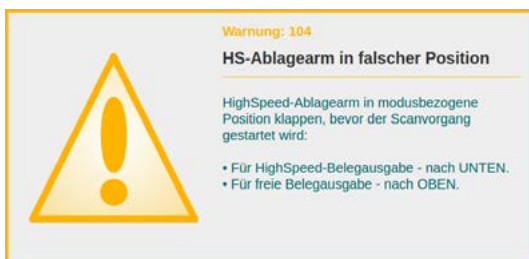 Warnung: 104
HS-Ablagearm in falscher Position
HighSpeed-Ablagearm in modusbezogene
Position klappen, bevor der Scanvorgang
gestartet wird:
• Für HighSpeed-Belegausgabe - nach UNTEN.
• Für freie Belegausgabe - nach OBEN.